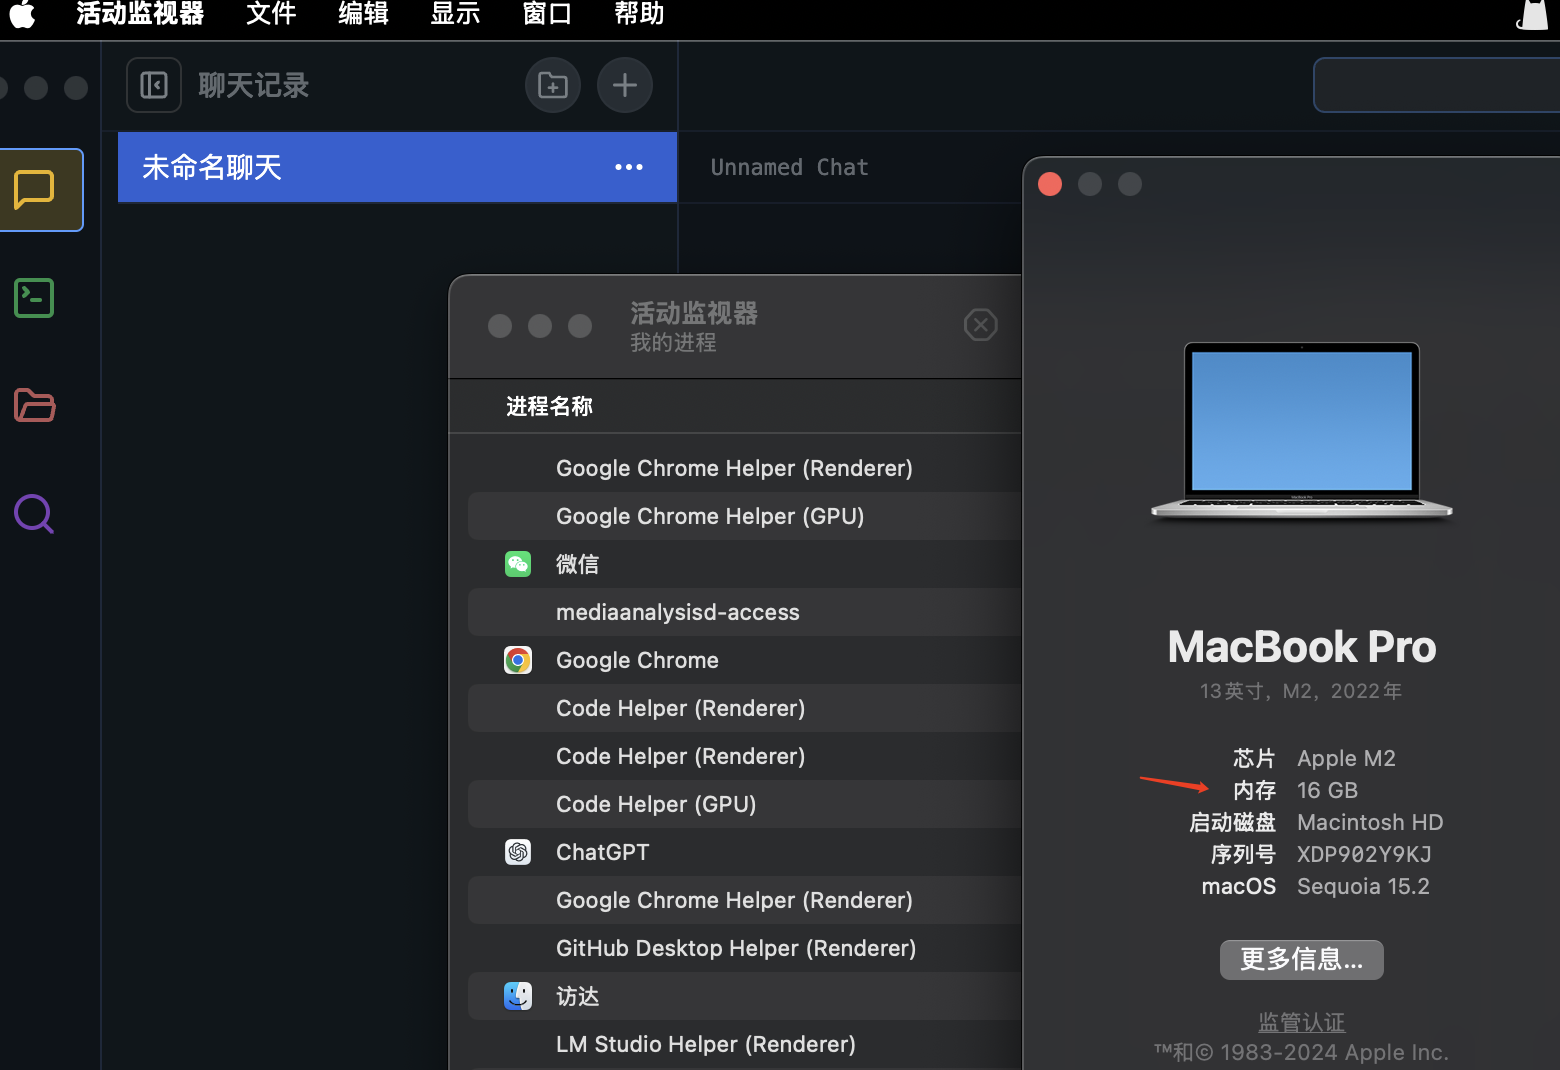 活动监视器 文件 编辑 显示 窗口 帮助
聊天记录
未命名聊天
Unnamed Chat
活动监视器
我的进程
进程名称
Google Chrome Helper (Renderer)
Google Chrome Helper (GPU)
微信
mediaanalysisd-access
Google Chrome
Code Helper (Renderer)
Code Helper (Renderer)
Code Helper (GPU)
ChatGPT
Google Chrome Helper (Renderer)
GitHub Desktop Helper (Renderer)
访达
LM Studio Helper (Renderer)
MacBook Pro
13英寸，M2，2022年
芯片 Apple M2
内存 16 GB
启动磁盘 Macintosh HD
序列号 XDP902Y9KJ
macOS Sequoia 15.2
更多信息...
监管认证
™和© 1983-2024 Apple Inc.